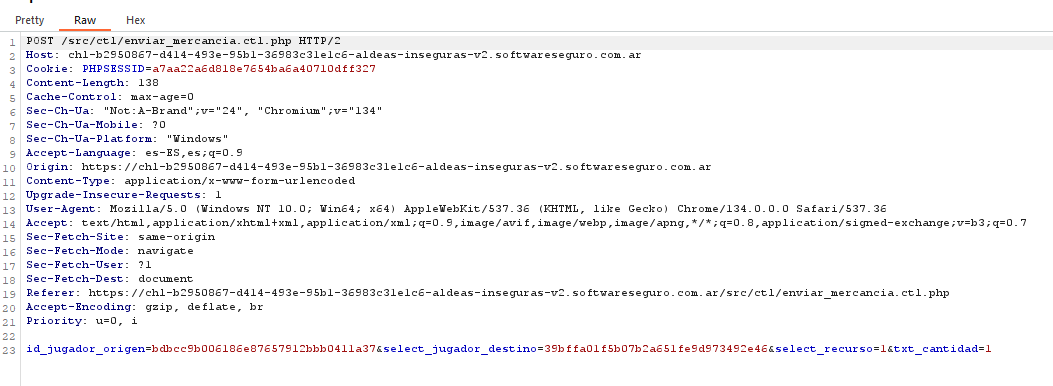 Pretty Raw Hex
1 POST /src/ctl/enviar_mercancia.ctl.php HTTP/2
2 Host: chl-b2950867-d414-493e-95b1-36983c31e1c6-aldeas-inseguras-v2.softwareseguro.com.ar
3 Cookie: PHPSESSID=a7aa22a6d818e7654ba6a40710dff327
4 Content-Length: 138
5 Cache-Control: max-age=0
6 Sec-Ch-Ua: "Not:A-Brand";v="24", "Chromium";v="134"
7 Sec-Ch-Ua-Mobile: ?0
8 Sec-Ch-Ua-Platform: "Windows"
9 Accept-Language: es-ES,es;q=0.9
10 Origin: https://chl-b2950867-d414-493e-95b1-36983c31e1c6-aldeas-inseguras-v2.softwareseguro.com.ar
11 Content-Type: application/x-www-form-urlencoded
12 Upgrade-Insecure-Requests: 1
13 User-Agent: Mozilla/5.0 (Windows NT 10.0; Win64; x64) AppleWebKit/537.36 (KHTML, like Gecko) Chrome/134.0.0.0 Safari/537.36
14 Accept: text/html,application/xhtml+xml,application/xml;q=0.9,image/avif,image/webp,image/apng,*/*;q=0.8,application/signed-exchange;v=b3;q=0.7
15 Sec-Fetch-Site: same-origin
16 Sec-Fetch-Mode: navigate
17 Sec-Fetch-User: ?1
18 Sec-Fetch-Dest: document
19 Referer: https://chl-b2950867-d414-493e-95b1-36983c31e1c6-aldeas-inseguras-v2.softwareseguro.com.ar/src/ctl/enviar_mercancia.ctl.php
20 Accept-Encoding: gzip, deflate, br
21 Priority: u=0, i
22
23 id_jugador_origen=bdbcc9b006186e87657912bbb0411a37&select_jugador_destino=39bffa01f5b07b2a651fe9d973492e46&select_recurso=1&txt_cantidad=1